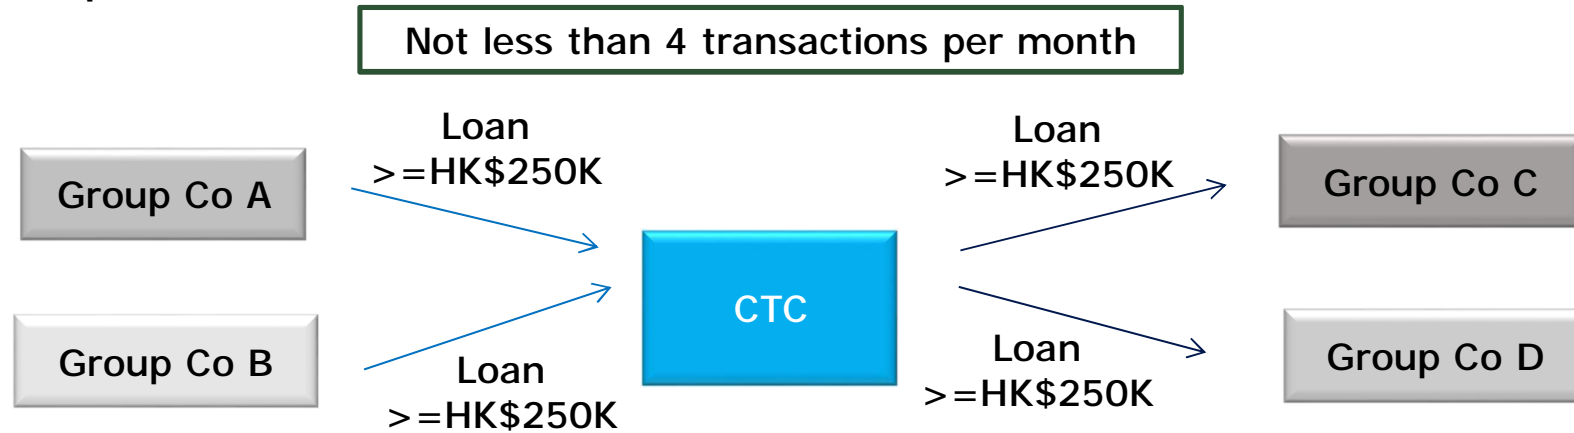 Not less than 4 transactions per month
Loan
>=HK$250K
Loan
>=HK$250K
Group Co A
Group Co C
CTC
Group Co B
Group Co D
Loan
>=HK$250K
Loan
>=HK$250K